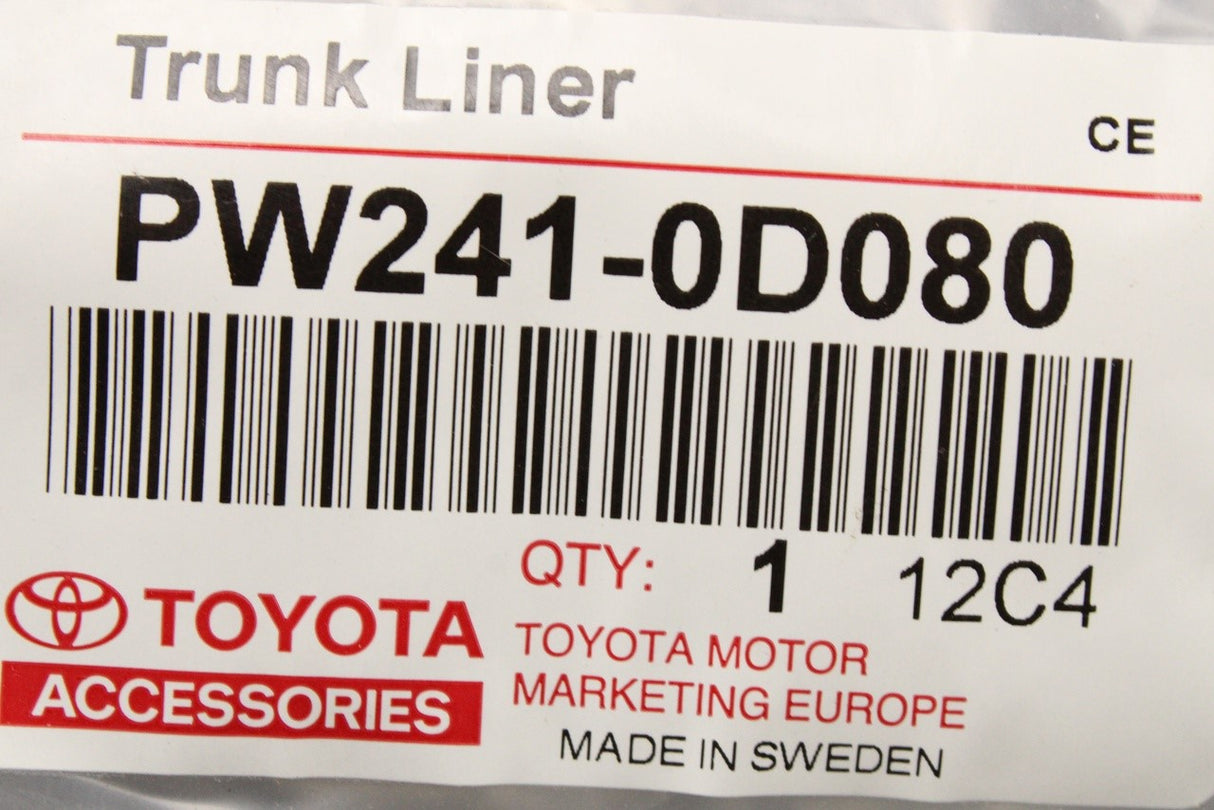 Trunk Liner
CE
PW241-0D080
QTY: 1 12C4
TOYOTA
ACCESSORIES
TOYOTA MOTOR
MARKETING EUROPE
MADE IN SWEDEN